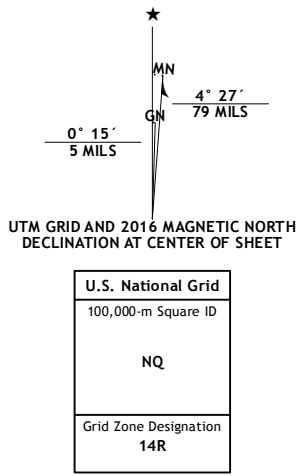 ★
MN
4° 27´
79 MILS
GN
0° 15´
5 MILS
UTM GRID AND 2016 MAGNETIC NORTH
DECLINATION AT CENTER OF SHEET
U.S. National Grid
100,000-m Square ID
NQ
Grid Zone Designation
14R